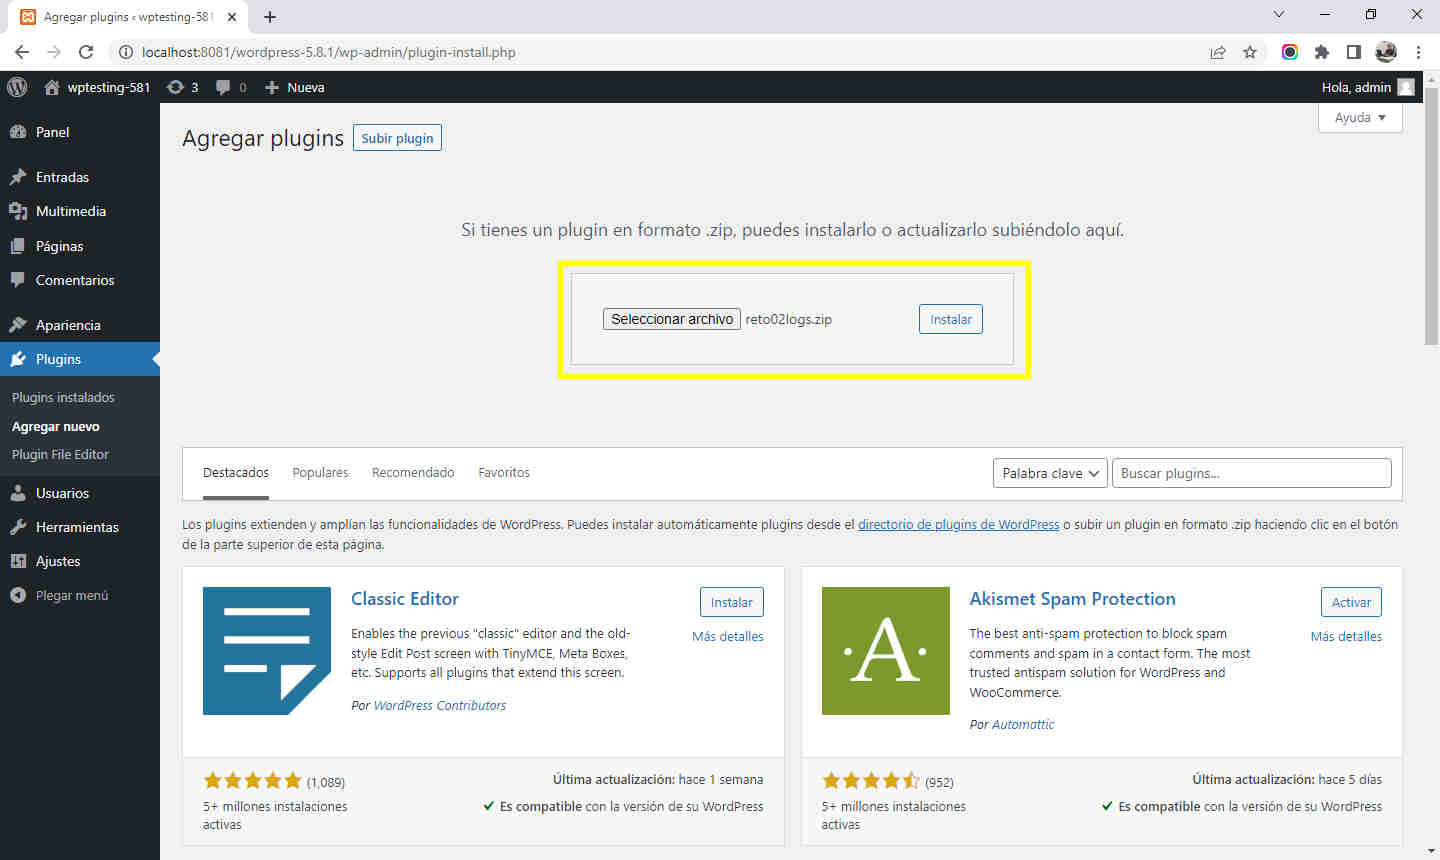 Agregar plugins ‹ wptesting-581
localhost:8081/wordpress-5.8.1/wp-admin/plugin-install.php
wptesting-581 3 0 Nueva Hola, admin
Panel
Entradas
Multimedia
Páginas
Comentarios
Apariencia
Plugins
Plugins instalados
Agregar nuevo
Plugin File Editor
Usuarios
Herramientas
Ajustes
Plegar menú
Ayuda
Agregar plugins Subir plugin
Si tienes un plugin en formato .zip, puedes instalarlo o actualizarlo subiéndolo aquí.
Seleccionar archivo reto02logs.zip Instalar
Destacados Populares Recomendado Favoritos Palabra clave Buscar plugins...
Los plugins extienden y amplían las funcionalidades de WordPress. Puedes instalar automáticamente plugins desde el directorio de plugins de WordPress o subir un plugin en formato .zip haciendo clic en el botón
de la parte superior de esta página.
Classic Editor Instalar
Más detalles
Enables the previous "classic" editor and the old-
style Edit Post screen with TinyMCE, Meta Boxes,
etc. Supports all plugins that extend this screen.
Por WordPress Contributors
(1,089)
5+ millones instalaciones
activas
Última actualización: hace 1 semana
Es compatible con la versión de su WordPress
A
Akismet Spam Protection Activar
Más detalles
The best anti-spam protection to block spam
comments and spam in a contact form. The most
trusted antispam solution for WordPress and
WooCommerce.
Por Automattic
(952)
5+ millones instalaciones
activas
Última actualización: hace 5 días
Es compatible con la versión de su WordPress